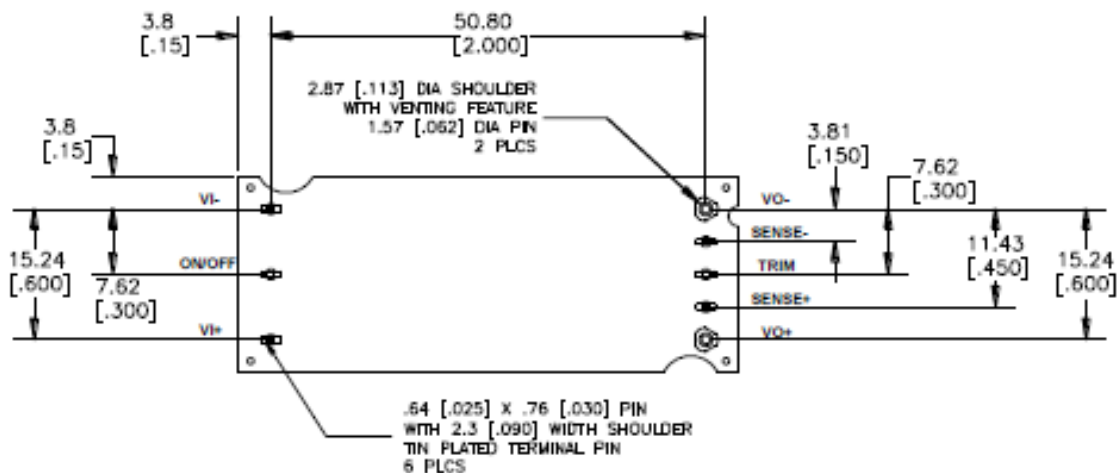 3.8
[.15]
50.80
[2.000]
2.87 [.113] DIA SHOULDER
WITH VENTING FEATURE
1.57 [.062] DIA PIN
2 PLCS
3.8
[.15]
3.81
[.150]
7.62
[.300]
VI-
VO-
SENSE-
15.24
[.600]
ON/OFF
7.62
[.300]
TRIM
11.43
[.450]
15.24
[.600]
SENSE+
VI+
VO+
.64 [.025] X .76 [.030] PIN
WITH 2.3 [.090] WIDTH SHOULDER
TIN PLATED TERMINAL PIN
6 PLCS